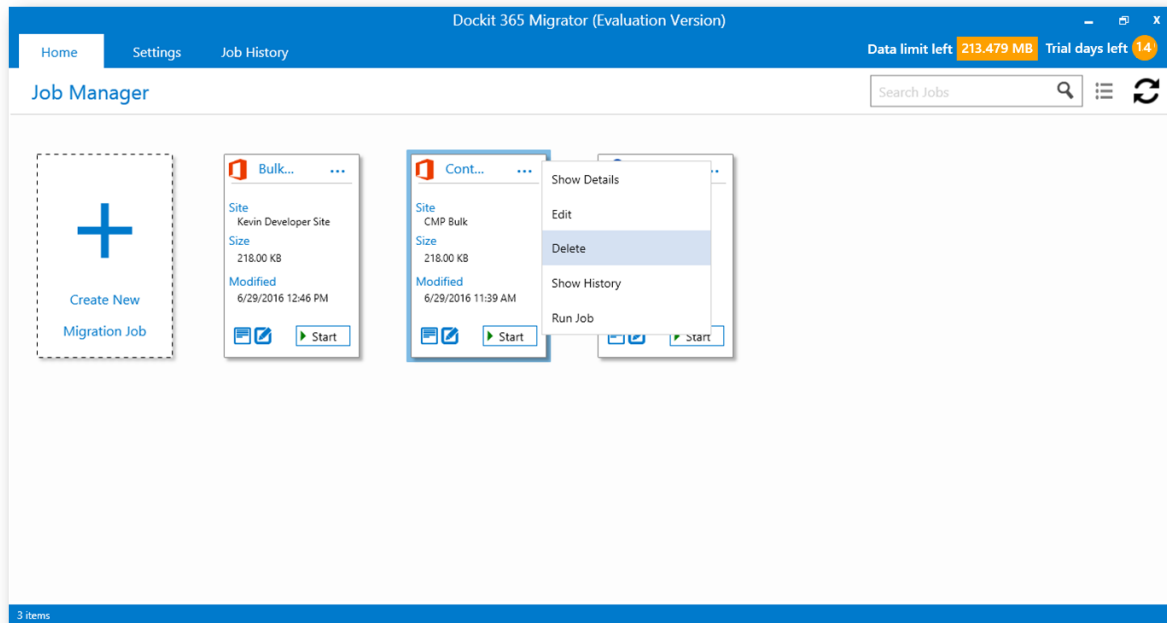 Dockit 365 Migrator (Evaluation Version)
Home Settings Job History
Data limit left 213.479 MB Trial days left 14
Job Manager
Search Jobs
Create New
Migration Job
Bulk... ...
Site
Kevin Developer Site
Size
218.00 KB
Modified
6/29/2016 12:46 PM
Start
Cont... ...
Site
CMP Bulk
Size
218.00 KB
Modified
6/29/2016 11:39 AM
Start
Show Details
Edit
Delete
Show History
Run Job
Start
3 items